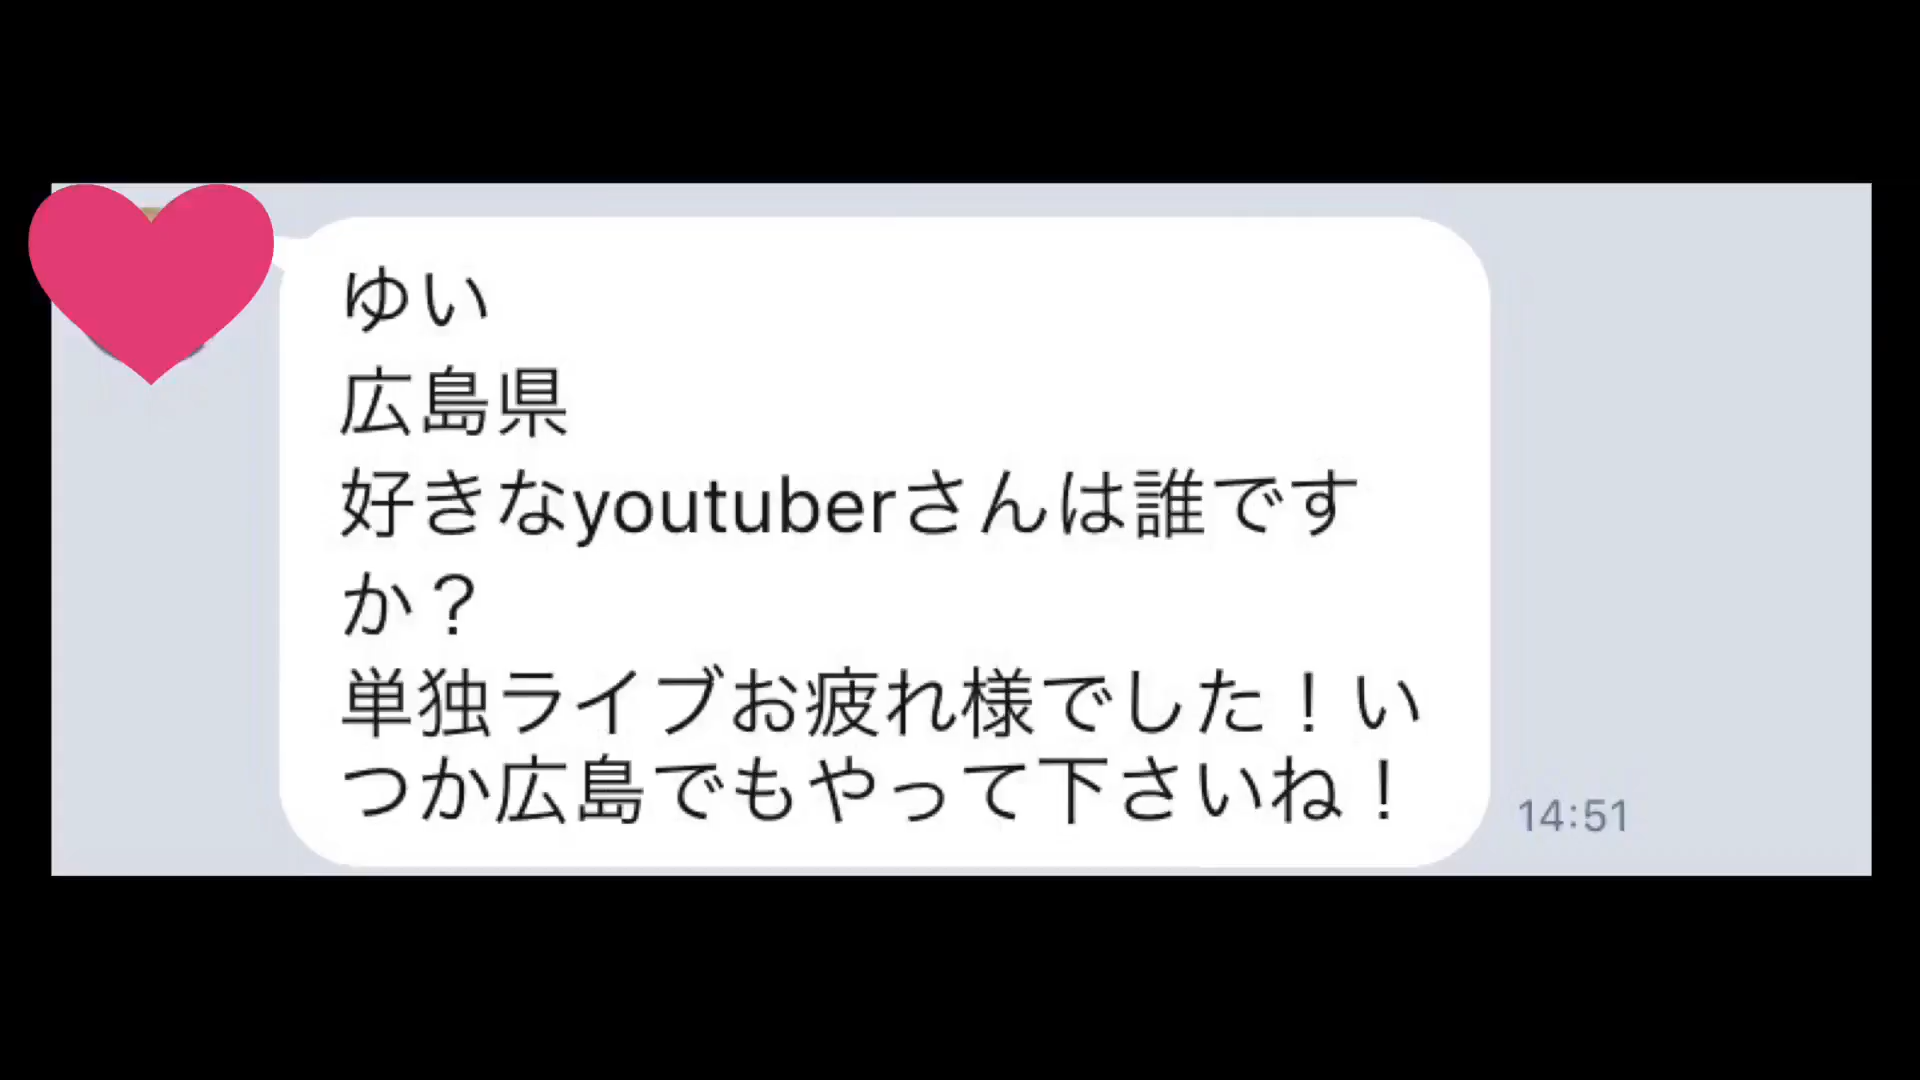 ゆい
広島県
好きなyoutuberさんは誰です
か？
単独ライブお疲れ様でした！い
つか広島でもやって下さいね！
14:51